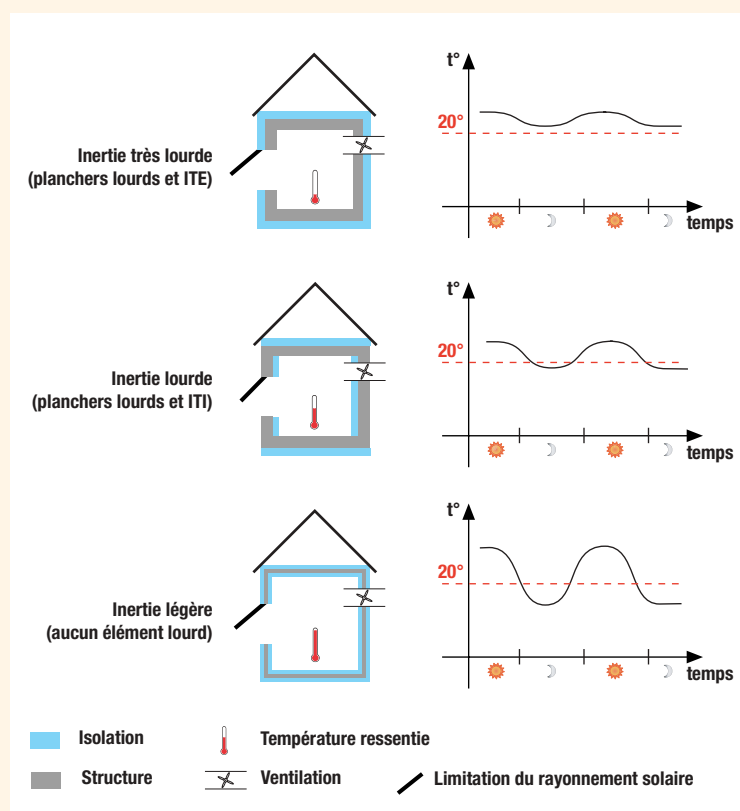 t°
20°
Inertie très lourde
(planchers lourds et ITE)
temps
t°
20°
Inertie lourde
(planchers lourds et ITI)
temps
t°
20°
Inertie légère
(aucun élément lourd)
temps
Isolation
Température ressentie
Structure
Ventilation
Limitation du rayonnement solaire